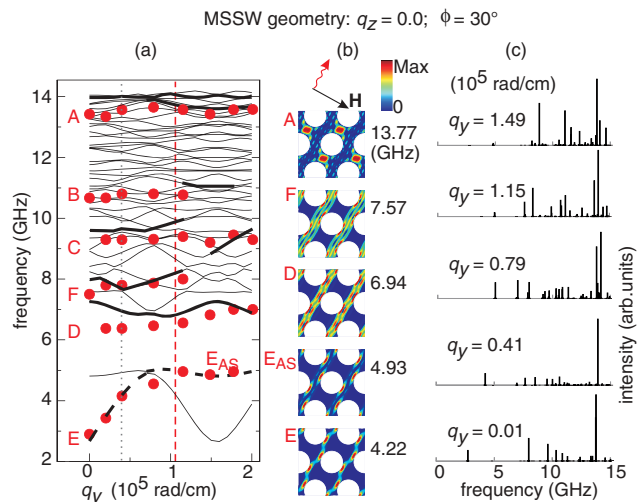 MSSW geometry: q_z = 0.0; ϕ = 30°
(a)
frequency (GHz)
14
12
10
8
6
4
2
A
B
C
F
D
E_AS
E
0
1
2
q_y (10^5 rad/cm)
(b)
Max
0
H
A
13.77
(GHz)
F
7.57
D
6.94
E_AS
4.93
E
4.22
(c)
(10^5 rad/cm)
q_y = 1.49
q_y = 1.15
q_y = 0.79
q_y = 0.41
q_y = 0.01
intensity (arb.units)
0
5
10
15
frequency (GHz)